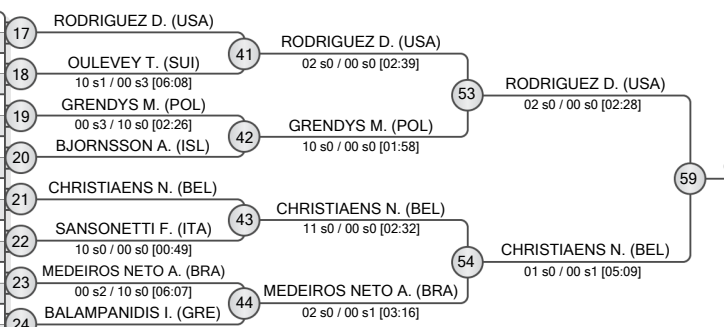 17
RODRIGUEZ D. (USA)
18
OULEVEY T. (SUI)
10 s1 / 00 s3 [06:08]
41
RODRIGUEZ D. (USA)
02 s0 / 00 s0 [02:39]
19
GRENDYS M. (POL)
00 s3 / 10 s0 [02:26]
20
BJORNSSON A. (ISL)
42
GRENDYS M. (POL)
10 s0 / 00 s0 [01:58]
53
RODRIGUEZ D. (USA)
02 s0 / 00 s0 [02:28]
21
CHRISTIAENS N. (BEL)
22
SANSONETTI F. (ITA)
10 s0 / 00 s0 [00:49]
43
CHRISTIAENS N. (BEL)
11 s0 / 00 s0 [02:32]
23
MEDEIROS NETO A. (BRA)
00 s2 / 10 s0 [06:07]
24
BALAMPANIDIS I. (GRE)
44
MEDEIROS NETO A. (BRA)
02 s0 / 00 s1 [03:16]
54
CHRISTIAENS N. (BEL)
01 s0 / 00 s1 [05:09]
59